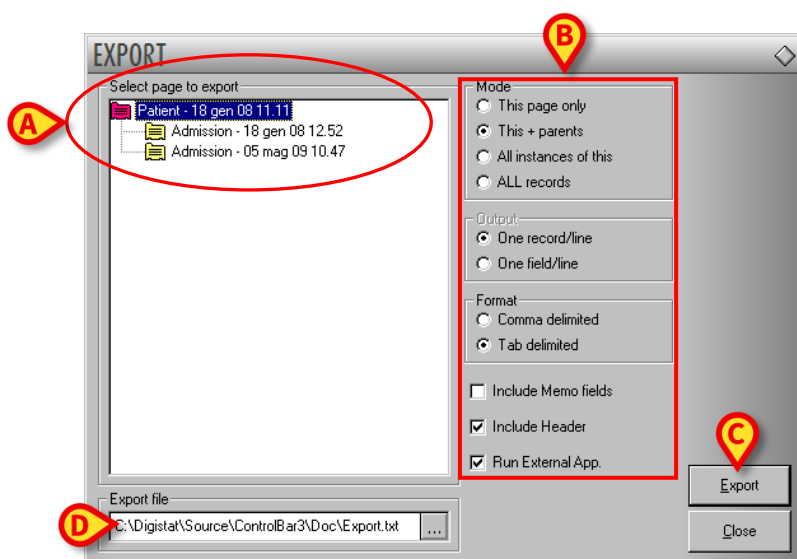 EXPORT
B
Select page to export
Mode
A
Patient - 18 gen 08 11.11
Admission - 18 gen 08 12.52
Admission - 05 mag 09 10.47
This page only
This + parents
All instances of this
ALL records
Output
One record/line
One field/line
Format
Comma delimited
Tab delimited
Include Memo fields
Include Header
Run External App.
C
Export
Close
Export file
D
C:\Digistat\Source\ControlBar3\Doc\Export.txt
...